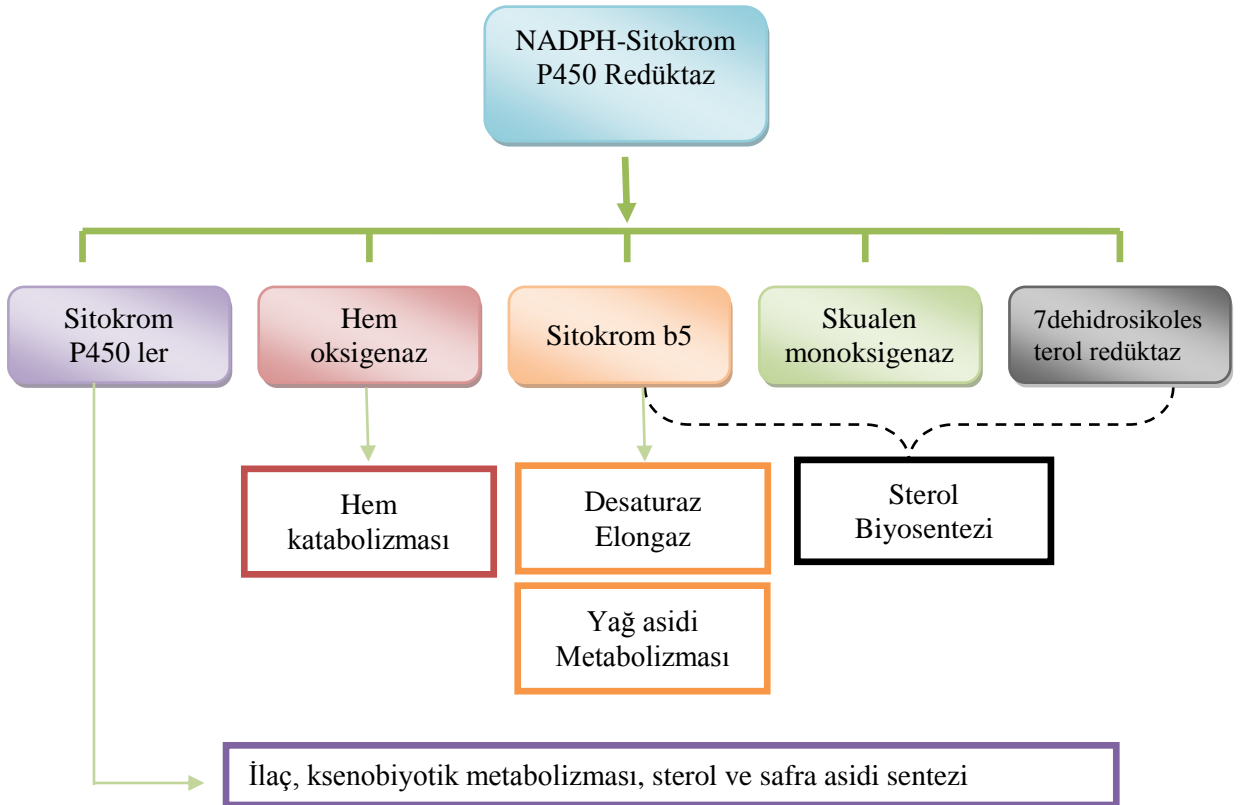 NADPH-Sitokrom
P450 Redüktaz
Sitokrom
P450 ler
Hem
oksigenaz
Sitokrom b5
Skualen
monoksigenaz
7dehidrosikoles
terol redüktaz
Hem
katabolizması
Desaturaz
Elongaz
Sterol
Biyosentezi
Yağ asidi
Metabolizması
İlaç, ksenobiyotik metabolizması, sterol ve safra asidi sentezi